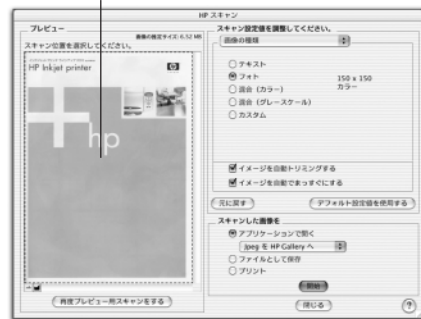 HP スキャン
プレビュー
画像の推定サイズ: 6.52 MB
スキャン位置を選択してください。
HP Inkjet printer
hp
再度プレビュー用スキャンをする
スキャン設定値を調整してください。
画像の種類
テキスト
フォト
150 x 150
カラー
混合（カラー）
混合（グレースケール）
カスタム
イメージを自動トリミングする
イメージを自動でまっすぐにする
元に戻す
デフォルト設定値を使用する
スキャンした画像を
アプリケーションで開く
Jpeg を HP Gallery へ
ファイルとして保存
プリント
開始
閉じる
?